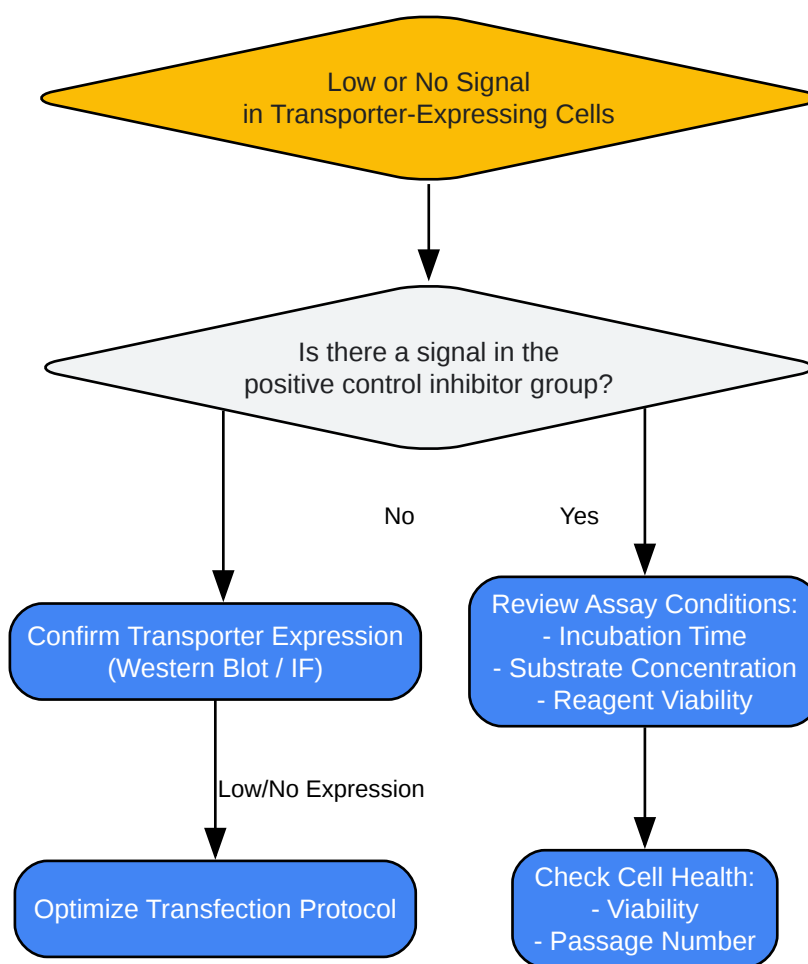 Low or No Signal
in Transporter-Expressing Cells
Is there a signal in the
positive control inhibitor group?
No
Yes
Confirm Transporter Expression
(Western Blot / IF)
Review Assay Conditions:
- Incubation Time
- Substrate Concentration
- Reagent Viability
Low/No Expression
Optimize Transfection Protocol
Check Cell Health:
- Viability
- Passage Number